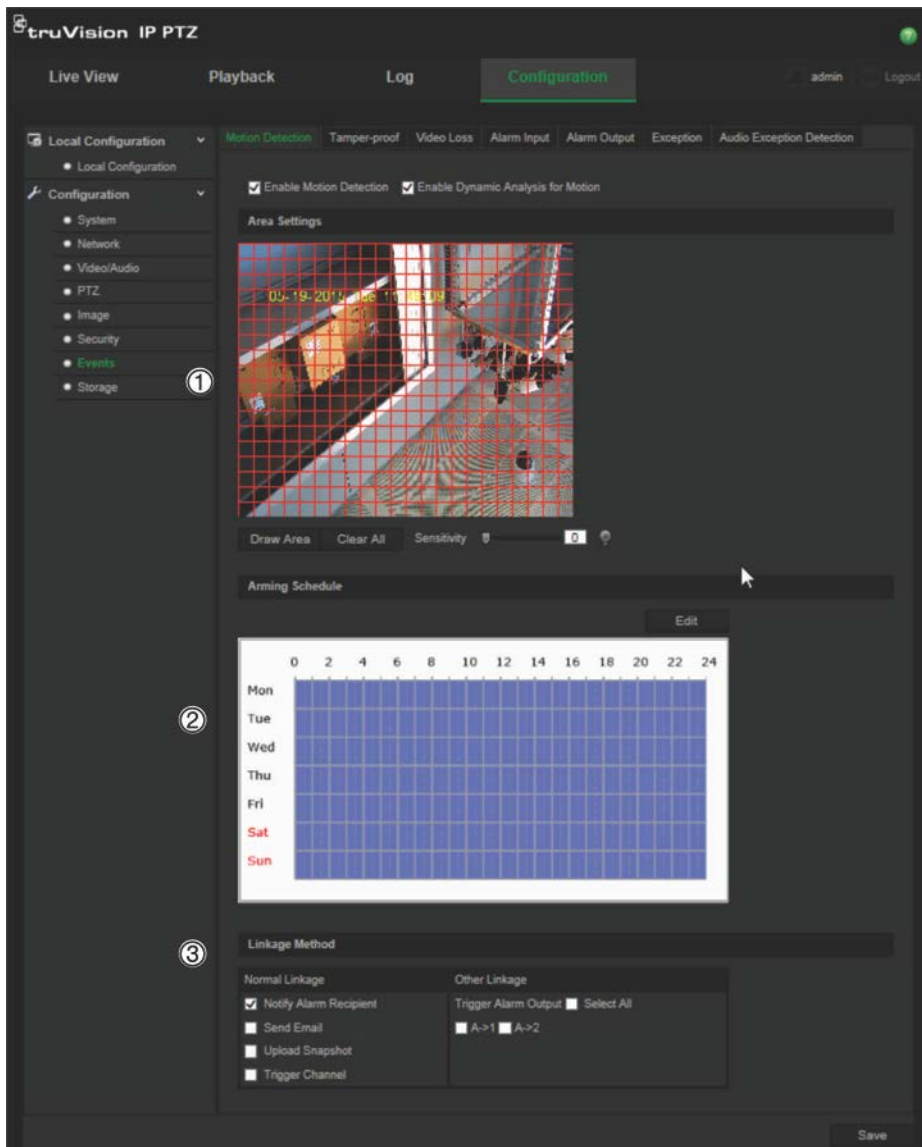 truVision IP PTZ
Live View Playback Log Configuration admin Logout
Local Configuration
Local Configuration
Configuration
System
Network
Video/Audio
PTZ
Image
Security
Events
Storage
①
②
③
Motion Detection Tamper-proof Video Loss Alarm Input Alarm Output Exception Audio Exception Detection
Enable Motion Detection Enable Dynamic Analysis for Motion
Area Settings
05-19-2015 Tue 11
Draw Area Clear All Sensitivity 0
Arming Schedule
Edit
0 2 4 6 8 10 12 14 16 18 20 22 24
Mon
Tue
Wed
Thu
Fri
Sat
Sun
Linkage Method
Normal Linkage Other Linkage
Notify Alarm Recipient Trigger Alarm Output Select All
Send Email A->1 A->2
Upload Snapshot
Trigger Channel
Save